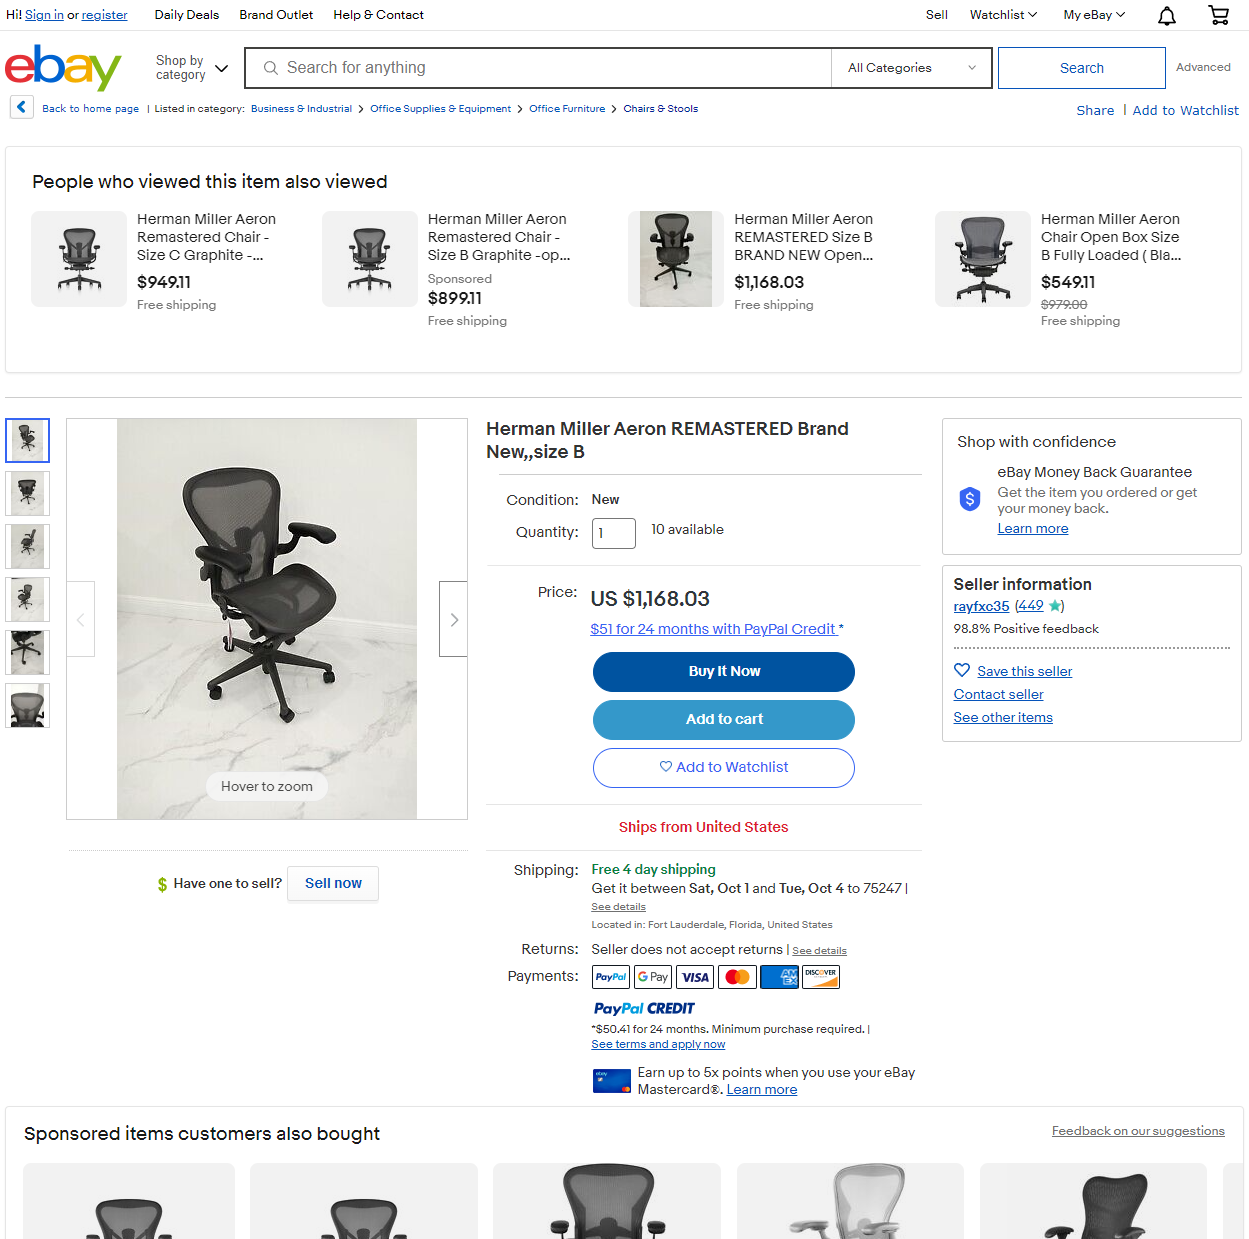 Hi! Sign in or register Daily Deals Brand Outlet Help & Contact Sell Watchlist My eBay
ebay Shop by category Search for anything All Categories Search Advanced
Back to home page | Listed in category: Business & Industrial > Office Supplies & Equipment > Office Furniture > Chairs & Stools Share | Add to Watchlist
People who viewed this item also viewed
Herman Miller Aeron
Remastered Chair -
Size C Graphite -...
$949.11
Free shipping
Herman Miller Aeron
Remastered Chair -
Size B Graphite -op...
Sponsored
$899.11
Free shipping
Herman Miller Aeron
REMASTERED Size B
BRAND NEW Open...
$1,168.03
Free shipping
Herman Miller Aeron
Chair Open Box Size
B Fully Loaded ( Bla...
$549.11
$979.00
Free shipping
Hover to zoom
$ Have one to sell? Sell now
Herman Miller Aeron REMASTERED Brand
New,,size B
Condition: New
Quantity: 1 10 available
Price: US $1,168.03
$51 for 24 months with PayPal Credit *
Buy It Now
Add to cart
Add to Watchlist
Ships from United States
Shipping: Free 4 day shipping
Get it between Sat, Oct 1 and Tue, Oct 4 to 75247 |
See details
Located in: Fort Lauderdale, Florida, United States
Returns: Seller does not accept returns | See details
Payments: PayPal G Pay VISA AMEX DISCOVER
PayPal CREDIT
*$50.41 for 24 months. Minimum purchase required. |
See terms and apply now
ebay
Earn up to 5x points when you use your eBay
Mastercard®. Learn more
Shop with confidence
eBay Money Back Guarantee
Get the item you ordered or get
your money back.
Learn more
Seller information
rayfxc35 (449)
98.8% Positive feedback
Save this seller
Contact seller
See other items
Sponsored items customers also bought Feedback on our suggestions